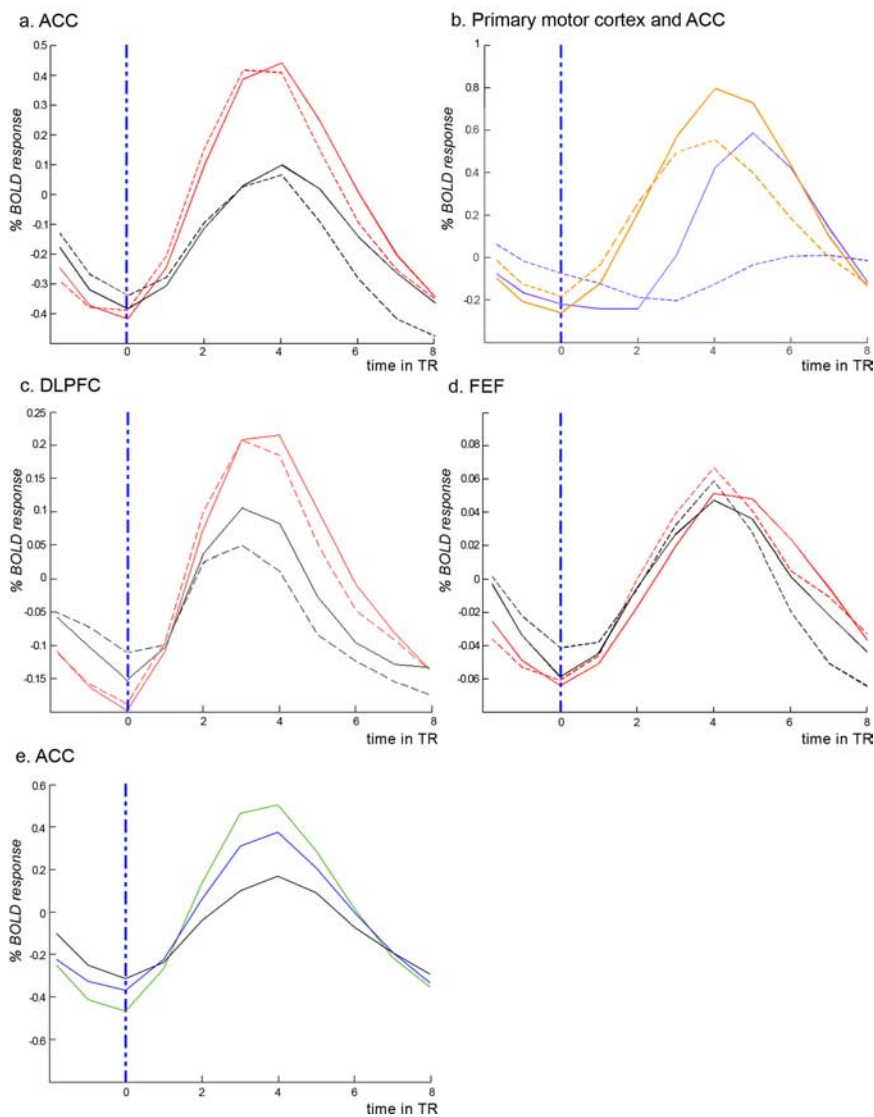 a. ACC
% BOLD response
0.5
0.4
0.3
0.2
0.1
0
-0.1
-0.2
-0.3
-0.4
0 2 4 6 8
time in TR
b. Primary motor cortex and ACC
% BOLD response
1
0.8
0.6
0.4
0.2
0
-0.2
0 2 4 6 8
time in TR
c. DLPFC
% BOLD response
0.25
0.2
0.15
0.1
0.05
0
-0.05
-0.1
-0.15
0 2 4 6 8
time in TR
d. FEF
% BOLD response
0.08
0.06
0.04
0.02
0
-0.02
-0.04
-0.06
0 2 4 6 8
time in TR
e. ACC
% BOLD response
0.6
0.4
0.2
0
-0.2
-0.4
-0.6
0 2 4 6 8
time in TR